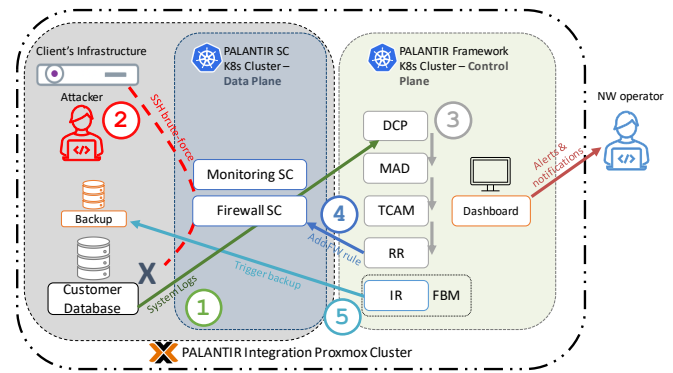 Client's Infrastructure
Attacker
2
SSH brute-force
Backup
X
Customer
Database
System Logs
1
PALANTIR SC
K8s Cluster –
Data Plane
Monitoring SC
Firewall SC
4
Add FW rule
Trigger backup
5
PALANTIR Framework
K8s Cluster – Control
Plane
DCP
3
MAD
TCAM
RR
IR
FBM
Dashboard
Alerts &
notifications
NW operator
PALANTIR Integration Proxmox Cluster